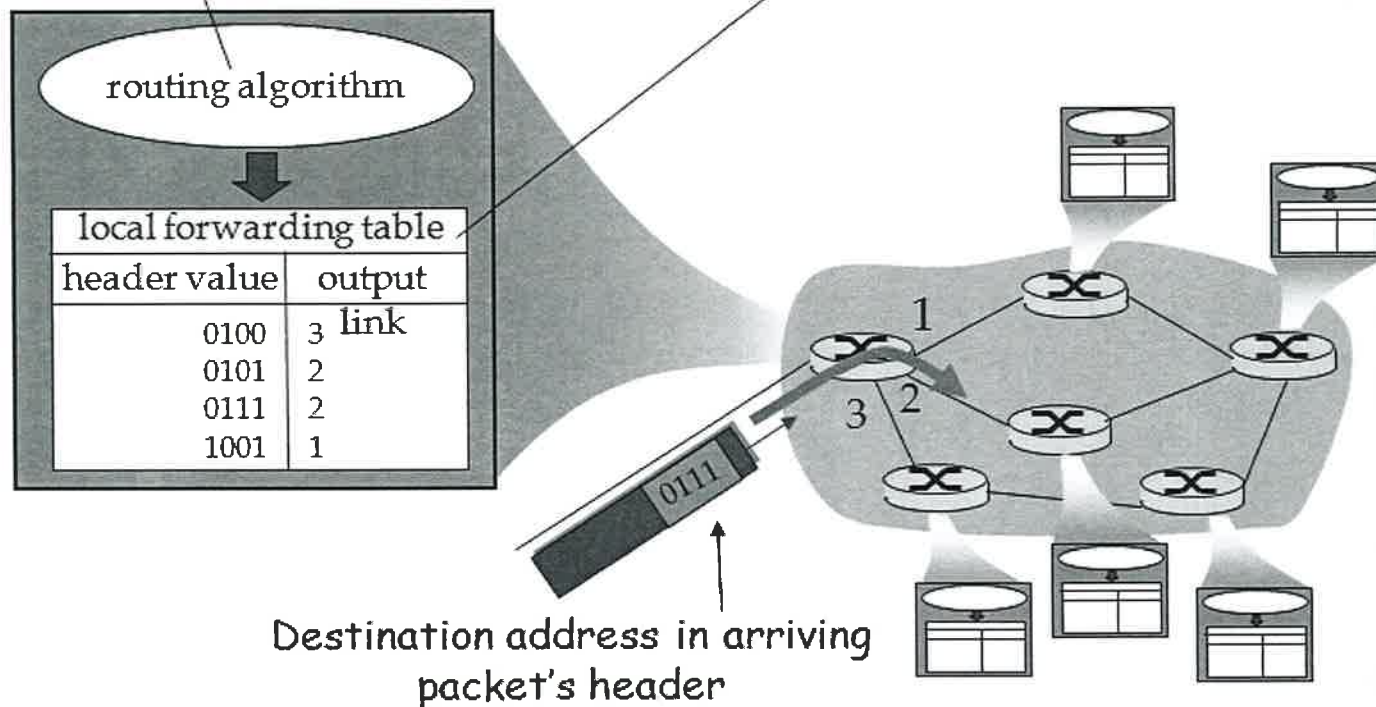 routing algorithm
local forwarding table
header value output
link
0100 3
0101 2
0111 2
1001 1
1
2
3
0111
Destination address in arriving
packet's header